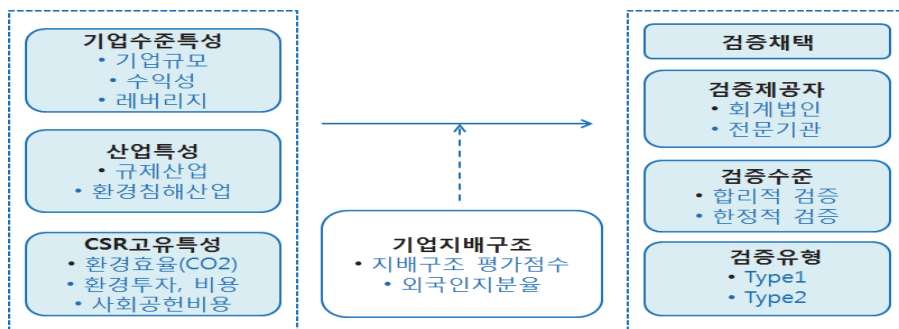 기업수준특성
• 기업규모
• 수익성
• 레버리지
산업특성
• 규제산업
• 환경침해산업
CSR고유특성
• 환경효율(CO2)
• 환경투자, 비용
• 사회공헌비용
기업지배구조
• 지배구조 평가점수
• 외국인지분율
검증채택
검증제공자
• 회계법인
• 전문기관
검증수준
• 합리적 검증
• 한정적 검증
검증유형
• Type1
• Type2